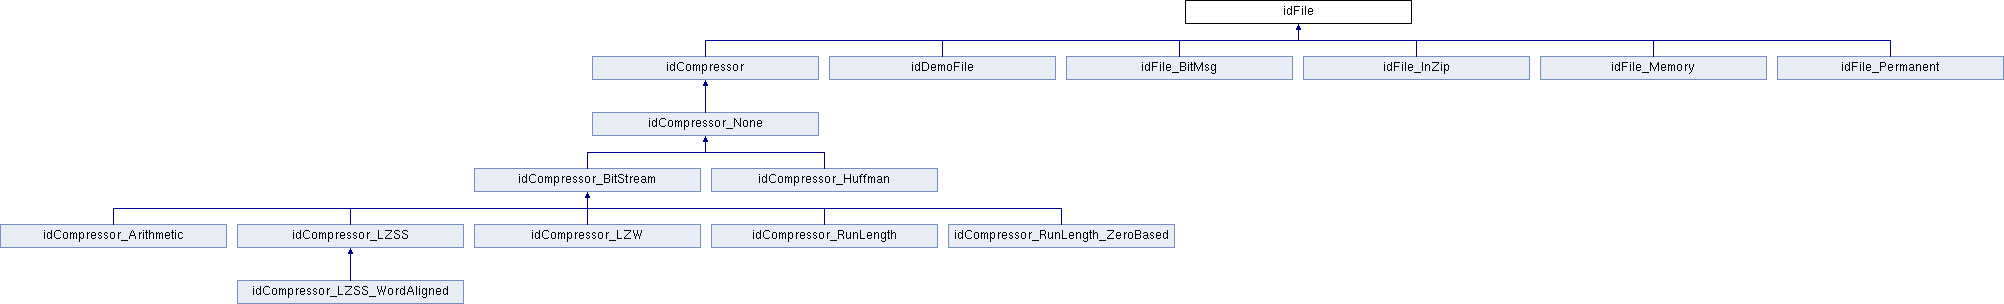 idFile
idCompressor
idDemoFile
idFile_BitMsg
idFile_InZip
idFile_Memory
idFile_Permanent
idCompressor_None
idCompressor_BitStream
idCompressor_Huffman
idCompressor_Arithmetic
idCompressor_LZSS
idCompressor_LZW
idCompressor_RunLength
idCompressor_RunLength_ZeroBased
idCompressor_LZSS_WordAligned